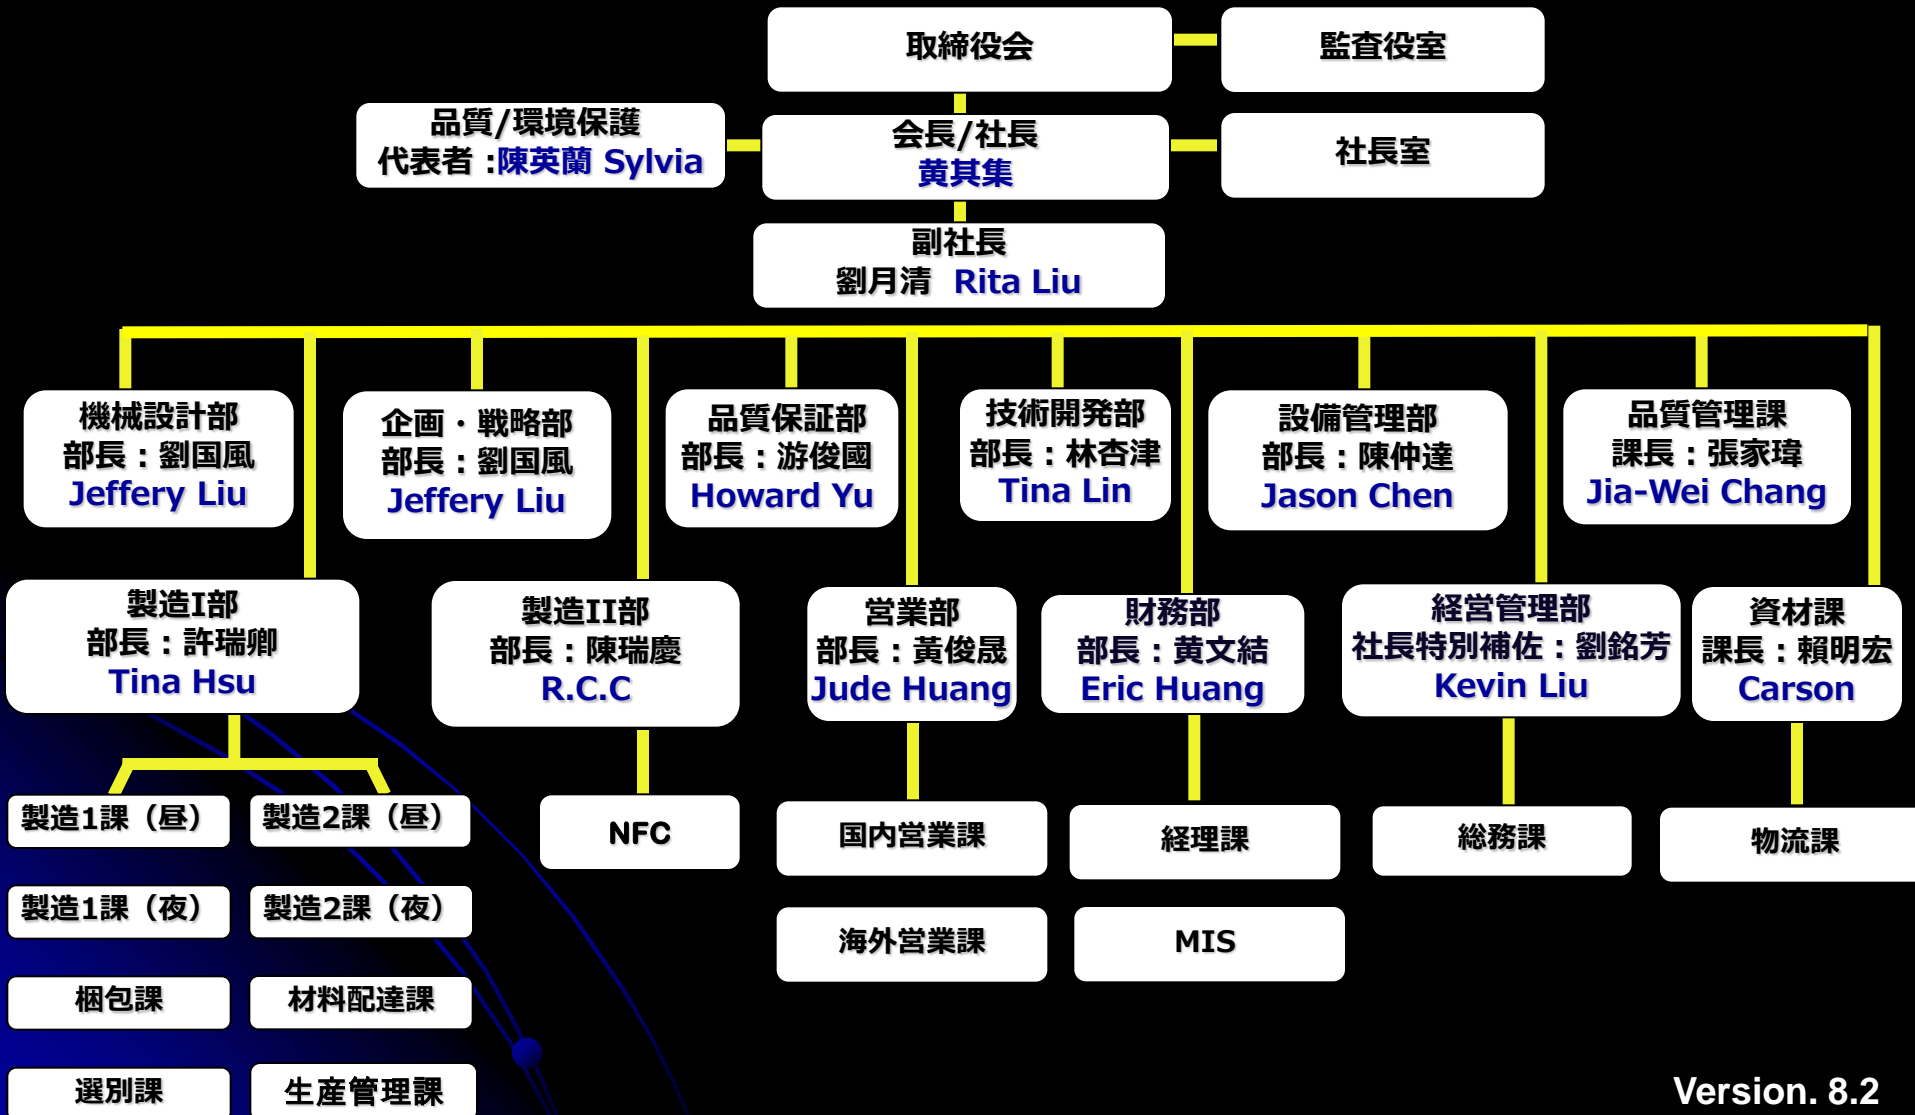 取締役会
監査役室
品質/環境保護
代表者 :陳英蘭 Sylvia
会長/社長
黄其集
社長室
副社長
劉月清 Rita Liu
機械設計部
部長：劉国風
Jeffery Liu
企画・戦略部
部長：劉国風
Jeffery Liu
品質保証部
部長：游俊國
Howard Yu
技術開発部
部長：林杏津
Tina Lin
設備管理部
部長：陳仲達
Jason Chen
品質管理課
課長：張家瑋
Jia-Wei Chang
製造I部
部長：許瑞卿
Tina Hsu
製造II部
部長：陳瑞慶
R.C.C
営業部
部長：黃俊晟
Jude Huang
財務部
部長：黄文結
Eric Huang
経営管理部
社長特別補佐：劉銘芳
Kevin Liu
資材課
課長：賴明宏
Carson
製造1課（昼）
製造2課（昼）
NFC
国内営業課
経理課
総務課
物流課
製造1課（夜）
製造2課（夜）
海外営業課
MIS
梱包課
材料配達課
選別課
生産管理課
Version. 8.2